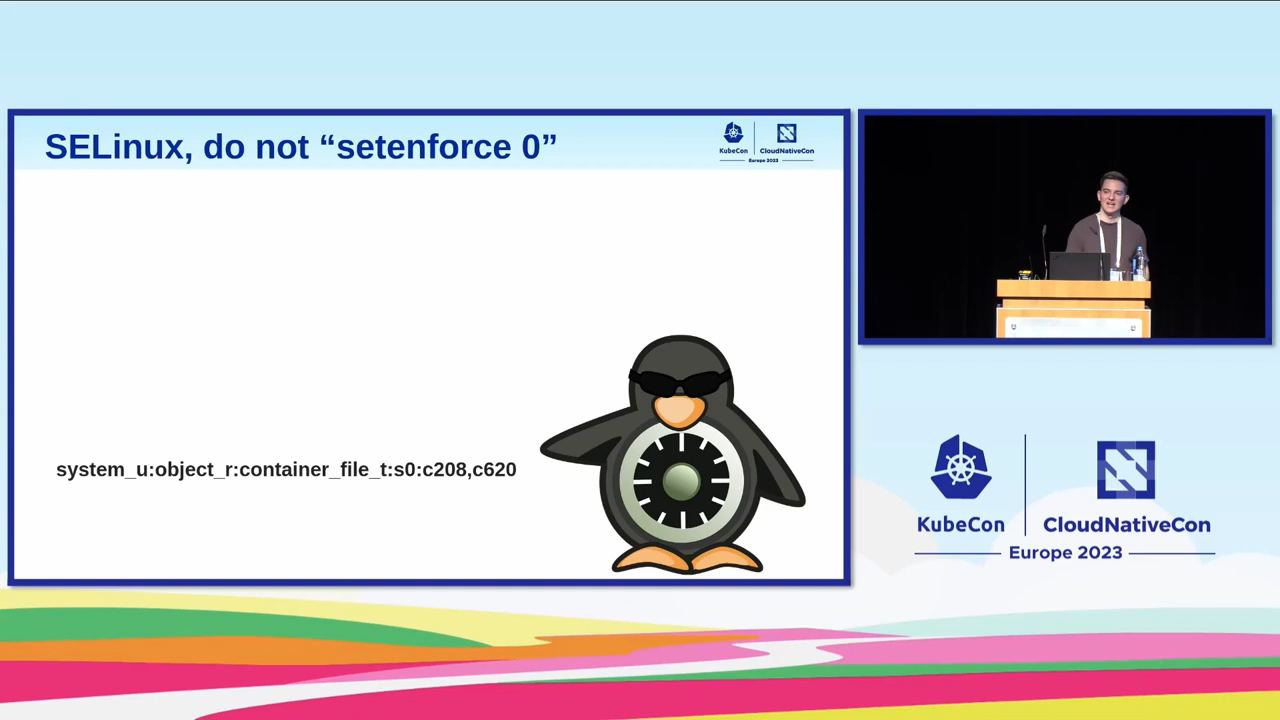 SELinux, do not “setenforce 0”
KubeCon
CloudNativeCon
Europe 2023
system_u:object_r:container_file_t:s0:c208,c620
KubeCon
CloudNativeCon
Europe 2023